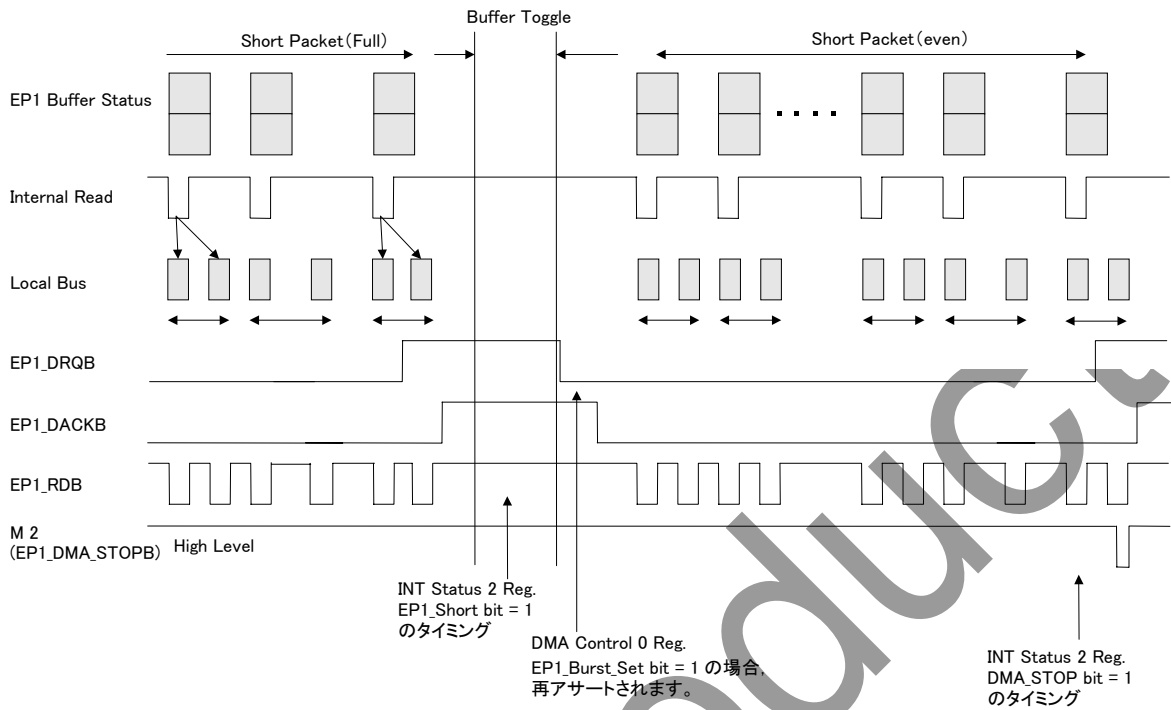 Buffer Toggle
Short Packet(Full)
Short Packet(even)
EP1 Buffer Status
Internal Read
Local Bus
EP1_DRQB
EP1_DACKB
EP1_RDB
M 2
(EP1_DMA_STOPB)
High Level
INT Status 2 Reg.
EP1_Short bit = 1
のタイミング
DMA Control 0 Reg.
EP1_Burst_Set bit = 1 の場合,
再アサートされます。
INT Status 2 Reg.
DMA_STOP bit = 1
のタイミング